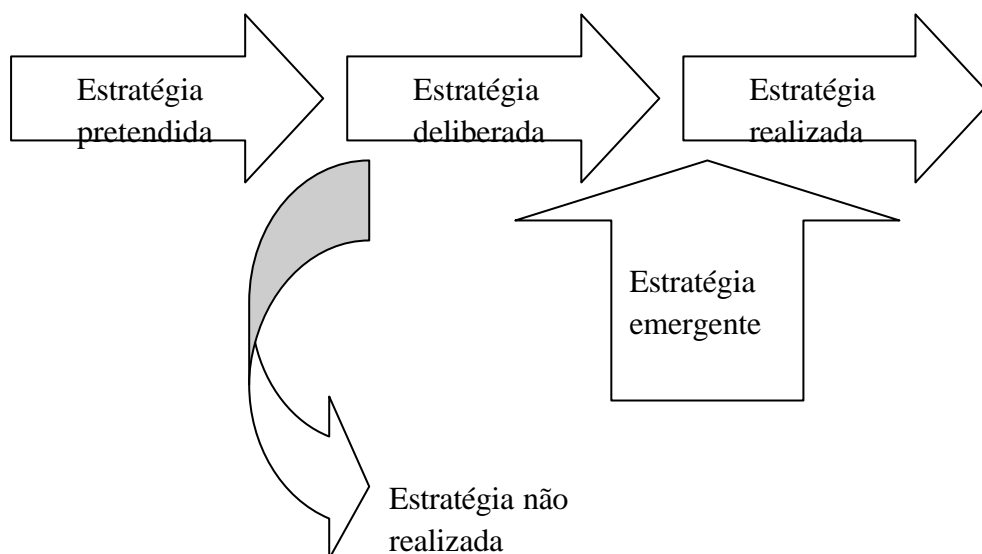 Estratégia
pretendida
Estratégia
deliberada
Estratégia
realizada
Estratégia
emergente
Estratégia não
realizada